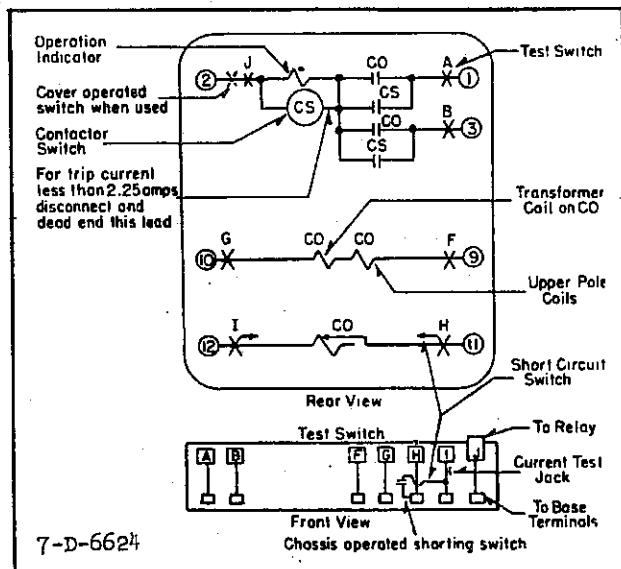 Operation
Indicator
Cover operated
switch when used
Contactor
Switch
For trip current
less than 2.25amps
disconnect and
dead end this lead
2
J
CO
A
Test Switch
1
CS
CS
CO
B
3
CS
Transformer
Coil on CO
G
CO
CO
F
10
9
Upper Pole
Coils
I
CO
H
12
11
Short Circuit
Switch
Rear View
Test Switch
To Relay
A
B
F
G
H
I
J
Current Test
Jack
To Base
Terminals
Front View
Chassis operated shorting switch
7-D-6624